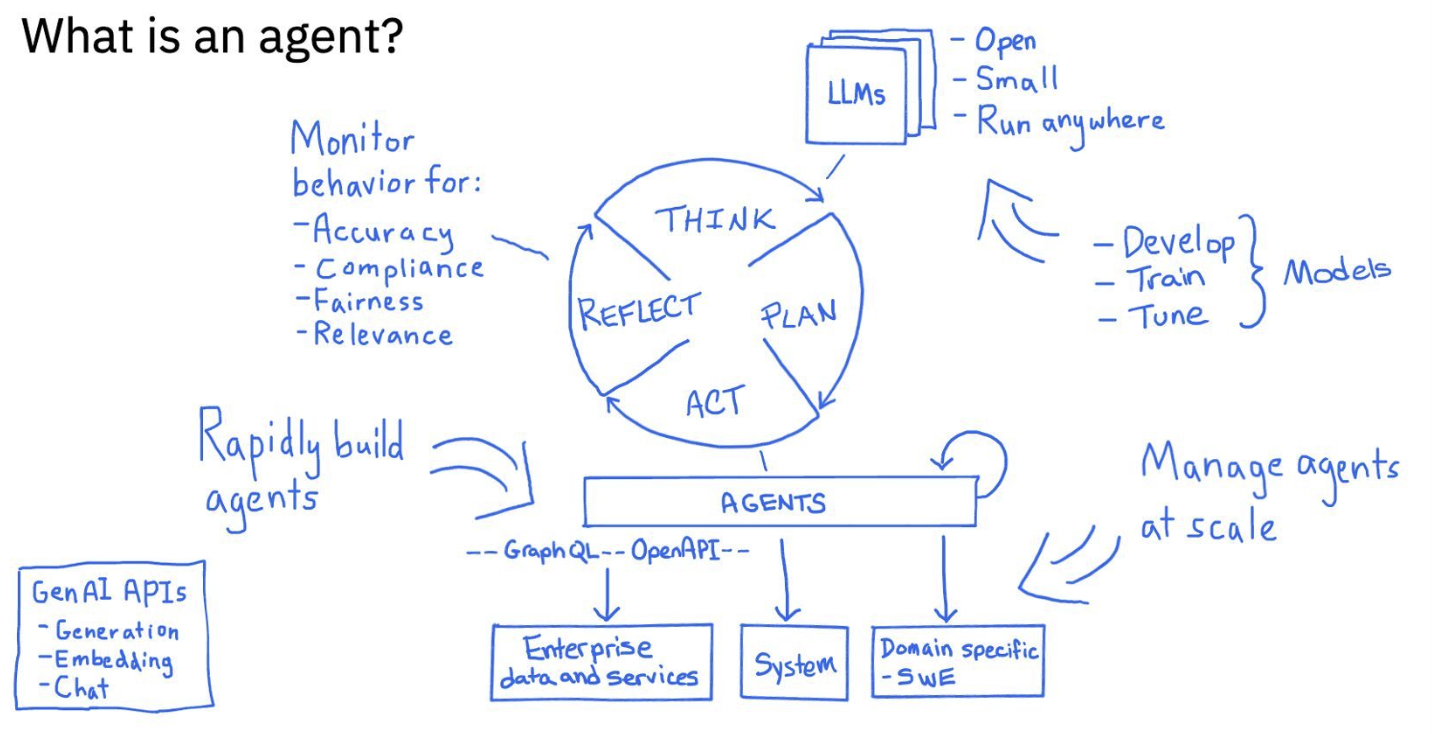 What is an agent?
LLMs
- Open
- Small
- Run anywhere
Monitor
behavior for:
- Accuracy
- Compliance
- Fairness
- Relevance
THINK
PLAN
ACT
REFLECT
- Develop
- Train
- Tune
Models
Rapidly build
agents
AGENTS
Manage agents
at scale
-- GraphQL -- OpenAPI --
GenAI APIs
- Generation
- Embedding
- Chat
Enterprise
data and services
System
Domain specific
- SWE